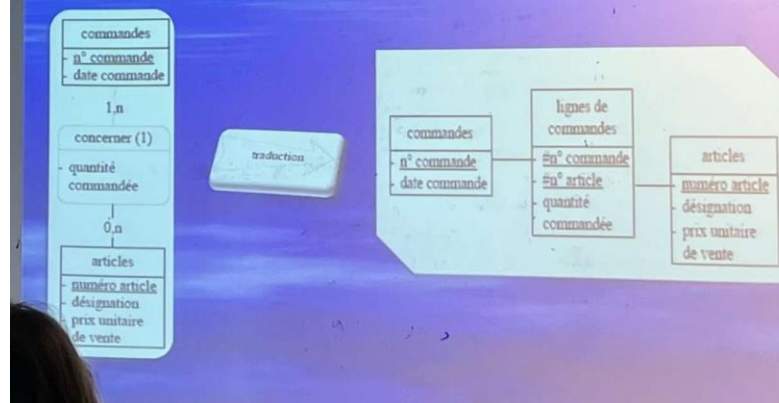 commandes
- n° commande
- date commande
1,n
concerner (1)
- quantité
commandée
0,n
articles
- numéro article
- désignation
- prix unitaire
de vente
traduction
commandes
- n° commande
- date commande
lignes de
commandes
- #n° commande
- #n° article
- quantité
commandée
articles
- numéro article
- désignation
- prix unitaire
de vente